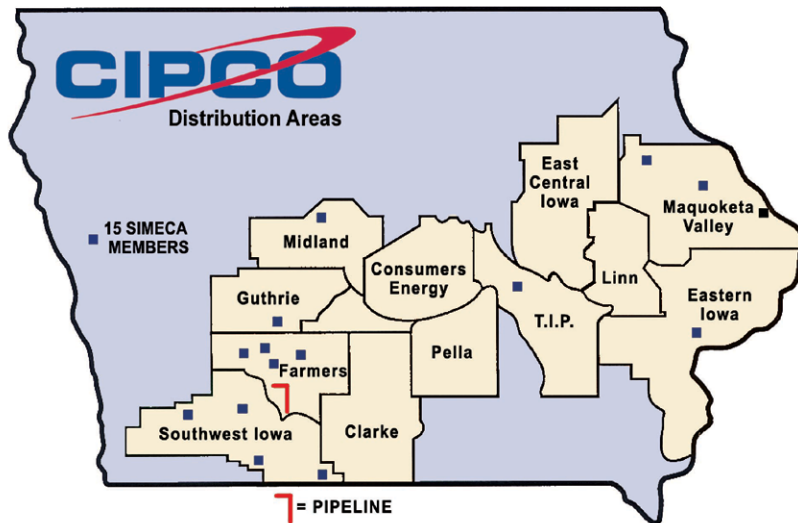 CIPCO
Distribution Areas
15 SIMECA
MEMBERS
East
Central
Iowa
Maquoketa
Valley
Midland
Consumers
Energy
Linn
Guthrie
Eastern
Iowa
T.I.P.
Pella
Farmers
Southwest Iowa
Clarke
= PIPELINE